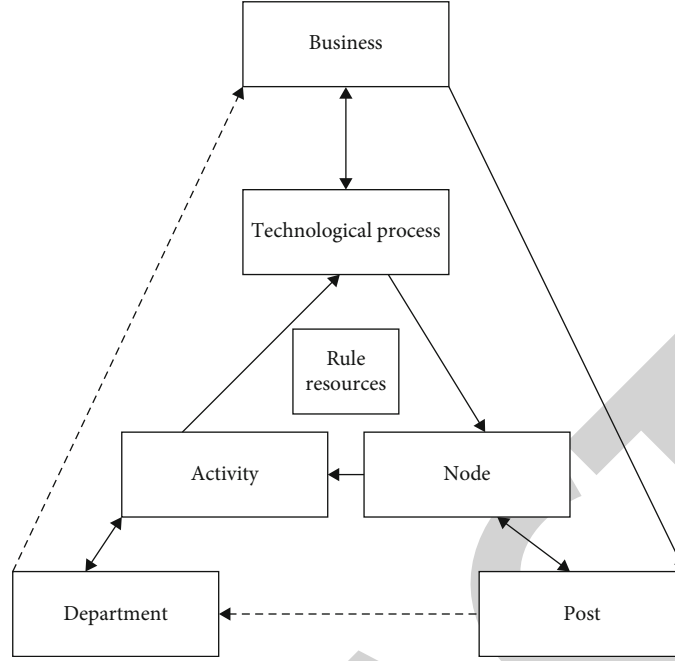 Business
Technological process
Rule
resources
Activity
Node
Department
Post